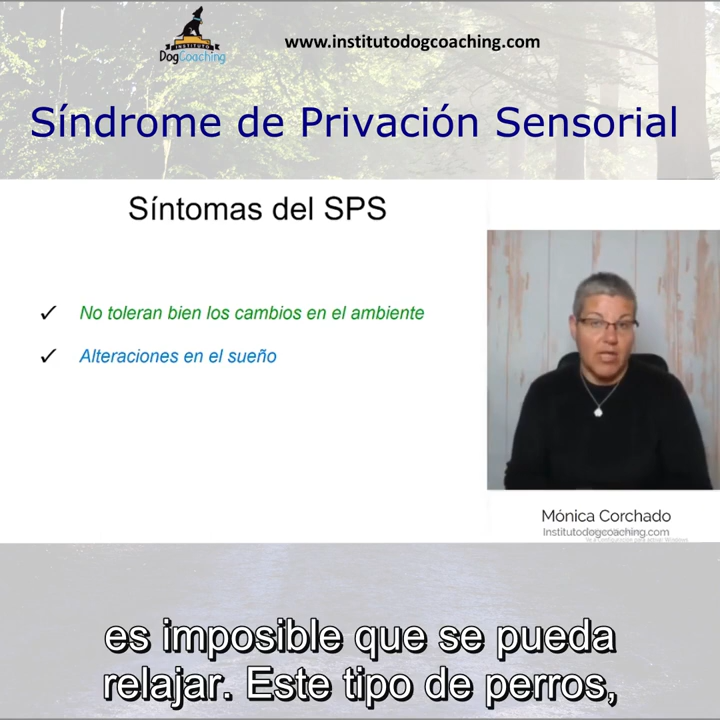 INSTITUTO
DogCoaching
www.institutodogcoaching.com
Síndrome de Privación Sensorial
Síntomas del SPS
✓ No toleran bien los cambios en el ambiente
✓ Alteraciones en el sueño
Mónica Corchado
Institutodogcoaching.com
es imposible que se pueda
relajar. Este tipo de perros,